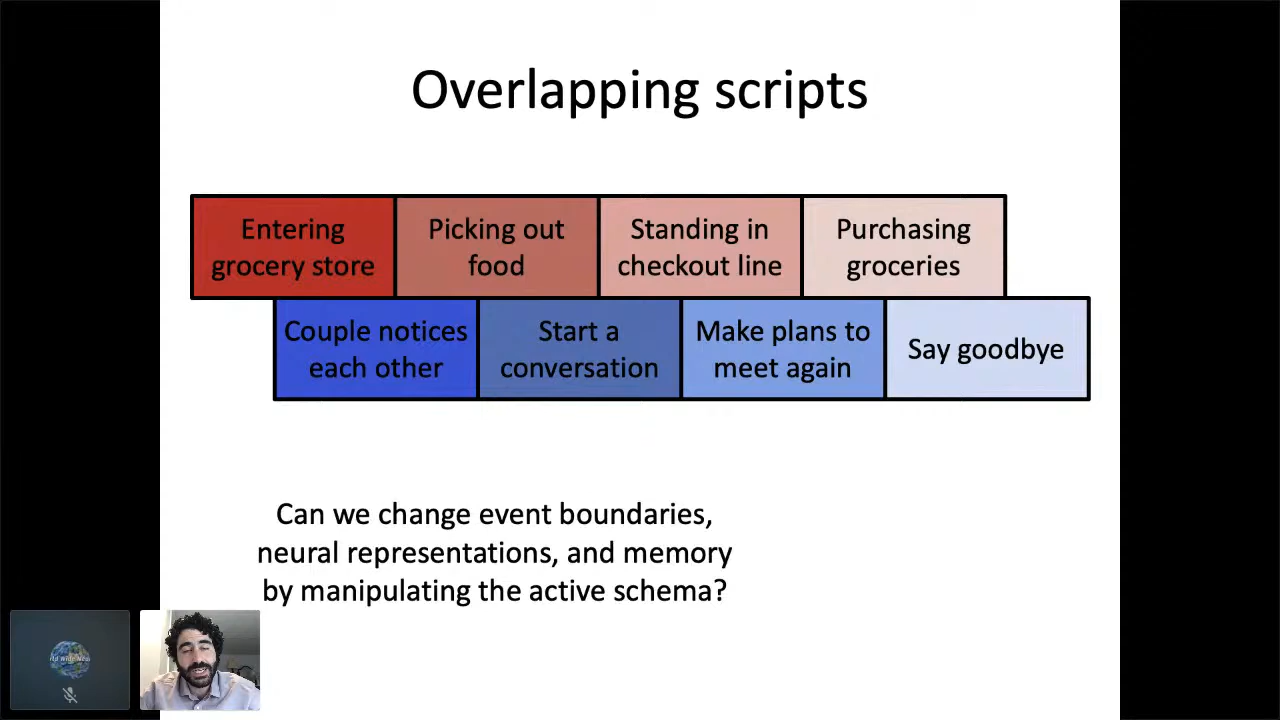 Overlapping scripts
Entering
grocery store
Picking out
food
Standing in
checkout line
Purchasing
groceries
Couple notices
each other
Start a
conversation
Make plans to
meet again
Say goodbye
Can we change event boundaries,
neural representations, and memory
by manipulating the active schema?